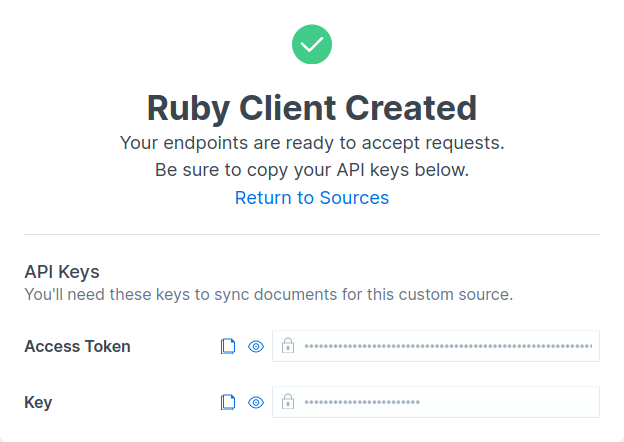 Ruby Client Created
Your endpoints are ready to accept requests.
Be sure to copy your API keys below.
Return to Sources
API Keys
You'll need these keys to sync documents for this custom source.
Access Token
Key